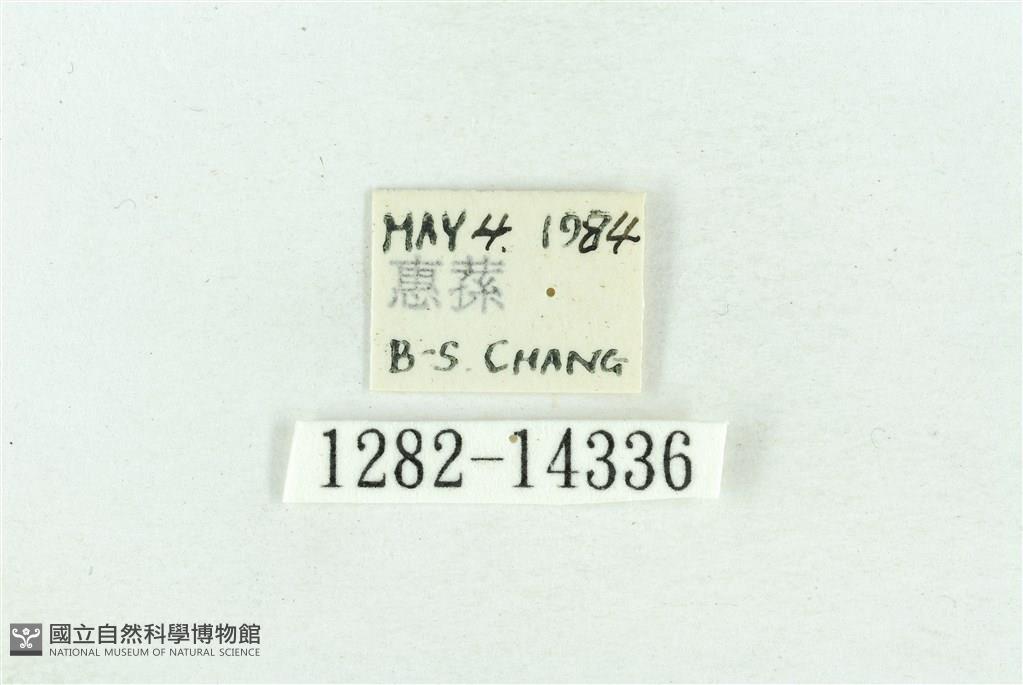 MAY 4. 1984
惠蓀
B-S. CHANG
1282-14336
國立自然科學博物館
NATIONAL MUSEUM OF NATURAL SCIENCE